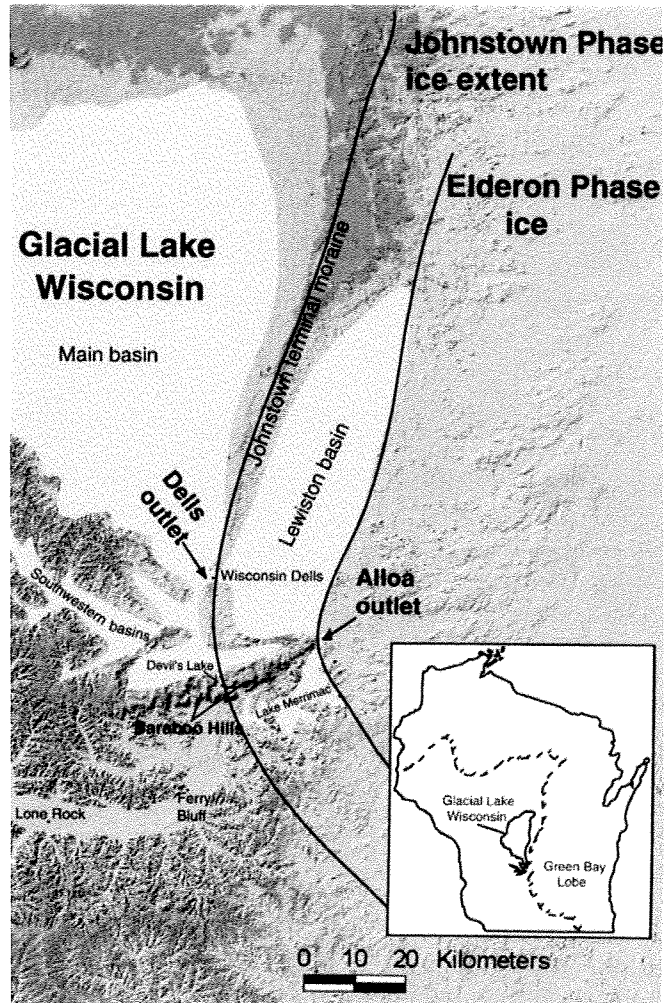 Johnstown Phase
ice extent
Elderon Phase
ice
Glacial Lake
Wisconsin
Main basin
Johnstown terminal moraine
Lewiston basin
Dells
outlet
Wisconsin Dells
Alloa
outlet
Southwestern basins
Devil's Lake
Lake Merrimac
Baraboo Hills
Lone Rock
Ferry
Bluff
Glacial Lake
Wisconsin
Green Bay
Lobe
0 10 20 Kilometers